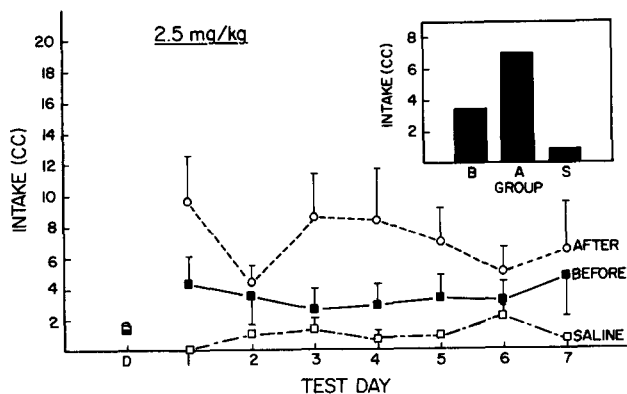 2.5 mg/kg
INTAKE (CC)
20
18
16
14
12
10
8
6
4
2
D
1
2
3
4
5
6
7
TEST DAY
AFTER
BEFORE
SALINE
INTAKE (CC)
8
6
4
2
B
A
S
GROUP